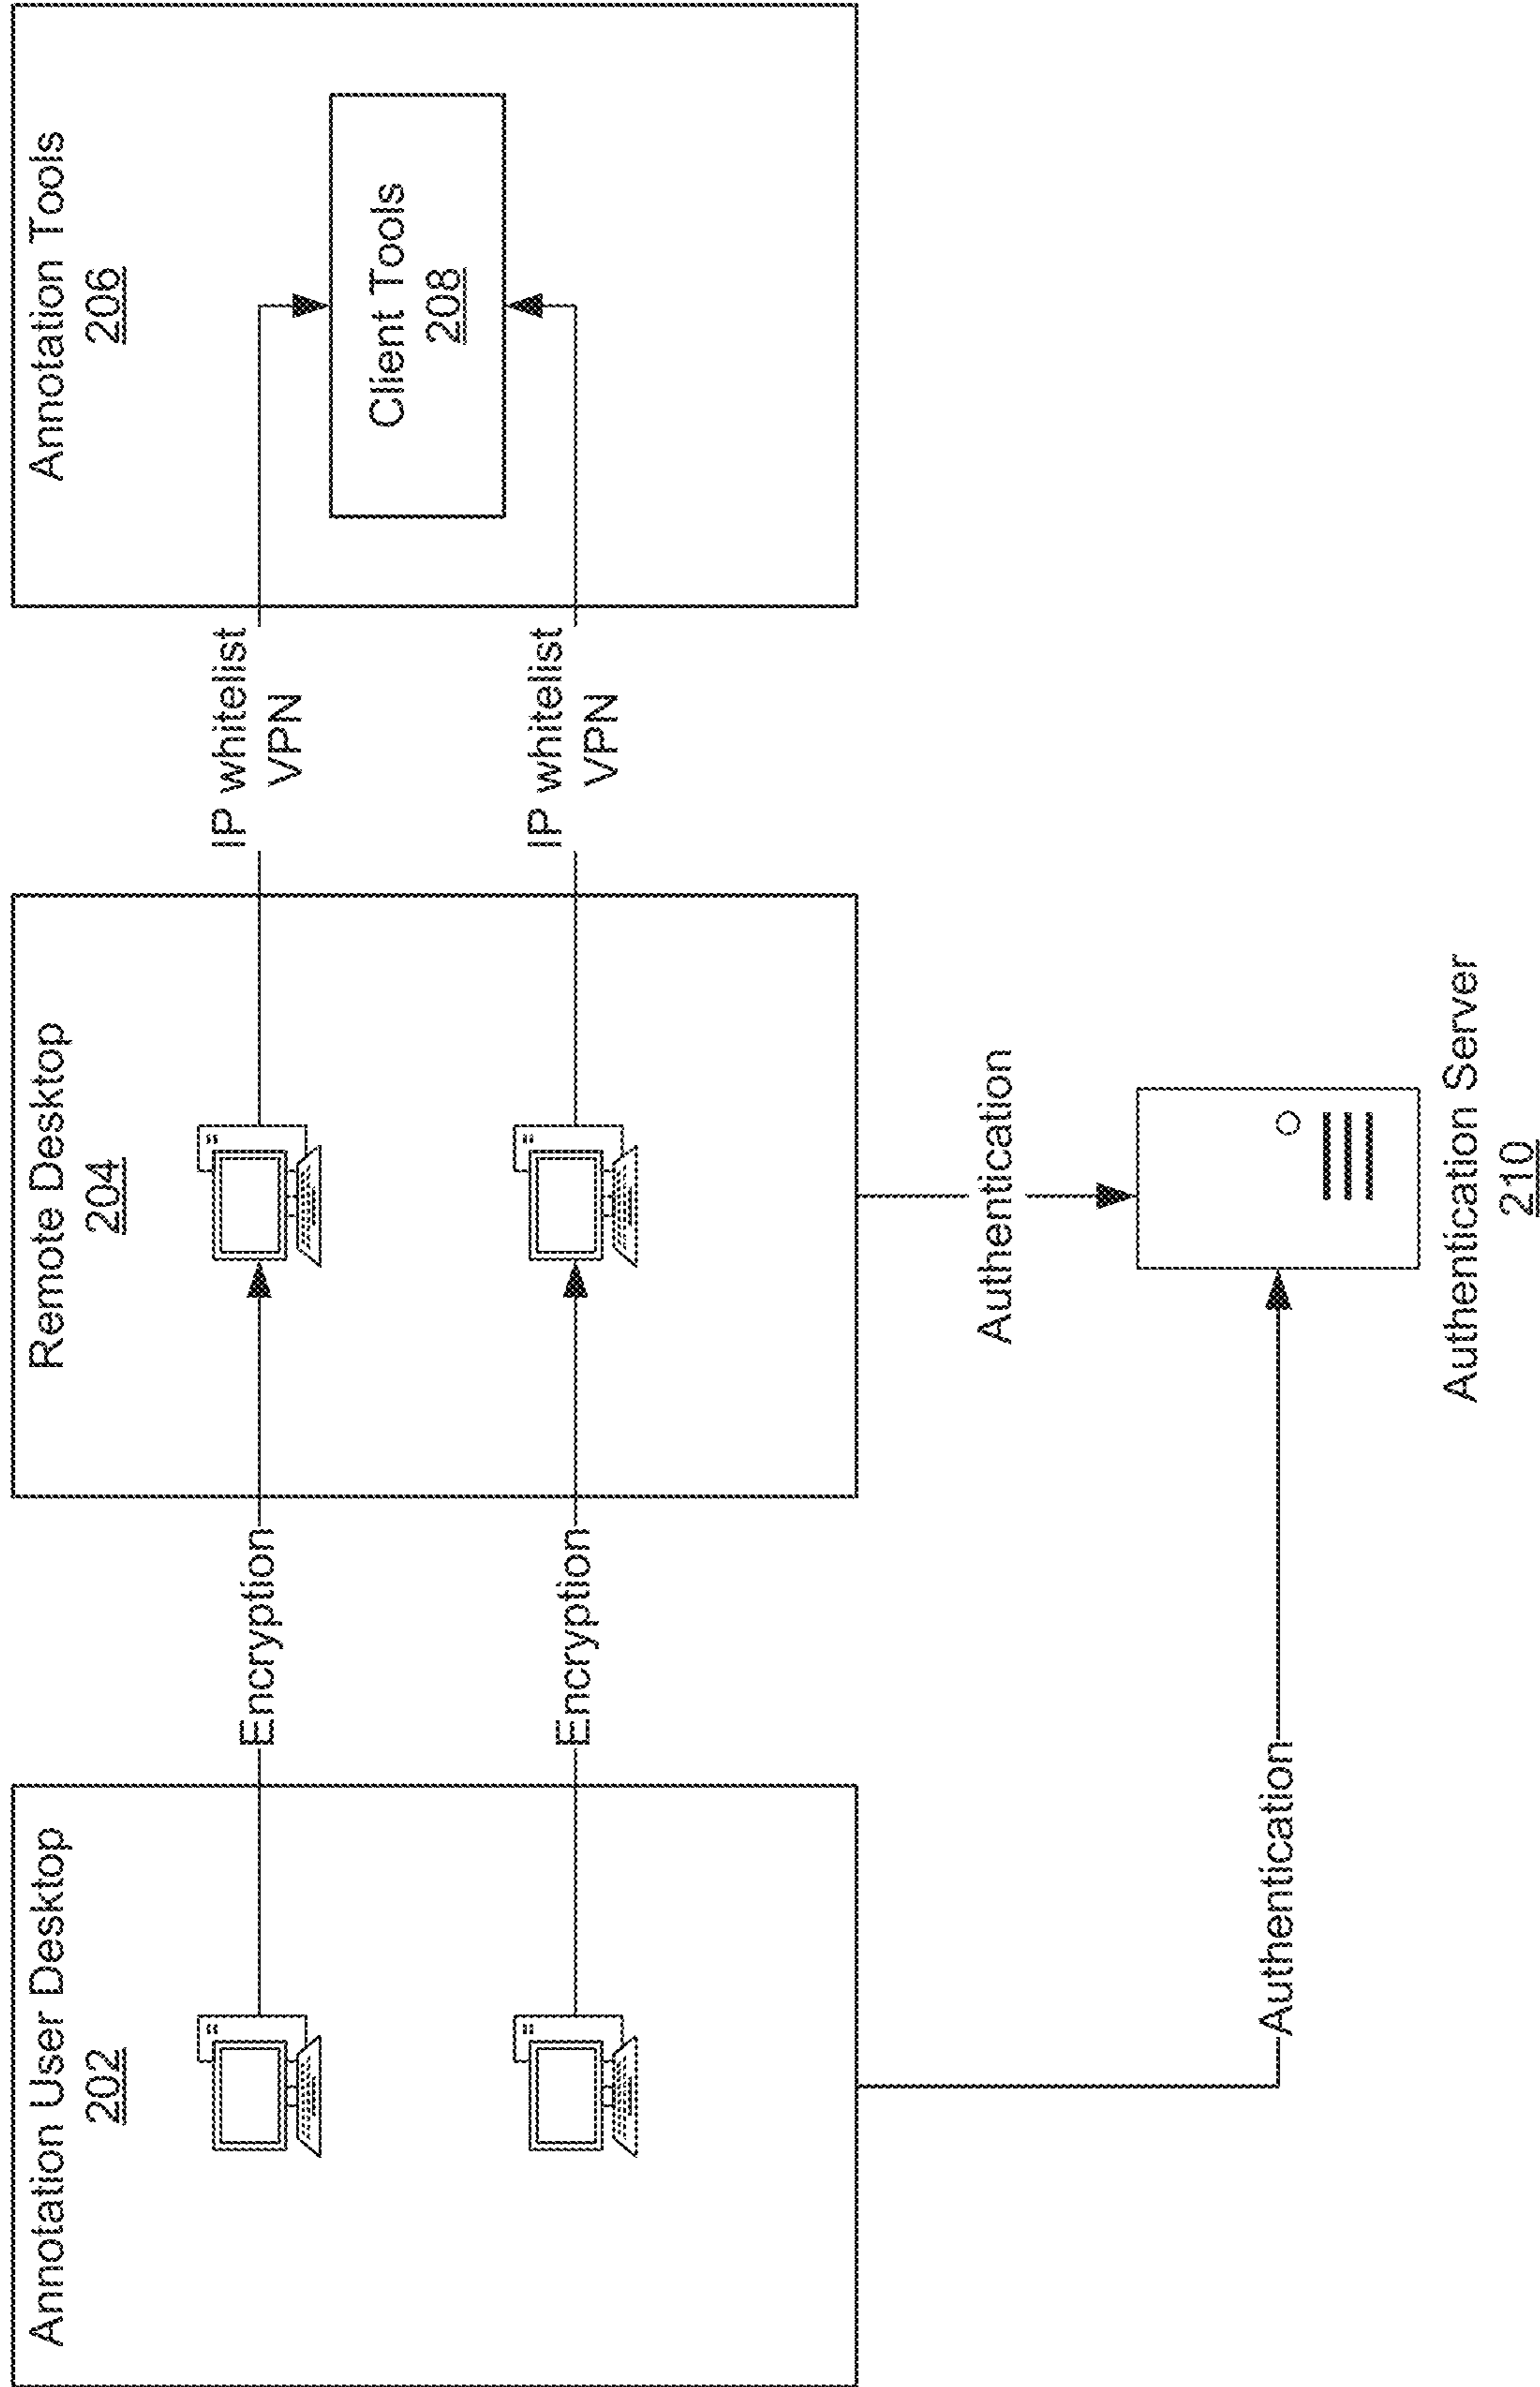 Annotation User Desktop
202
Encryption
Encryption
Remote Desktop
204
IP whitelist
VPN
IP whitelist
VPN
Annotation Tools
206
Client Tools
208
Authentication
Authentication
Authentication Server
210